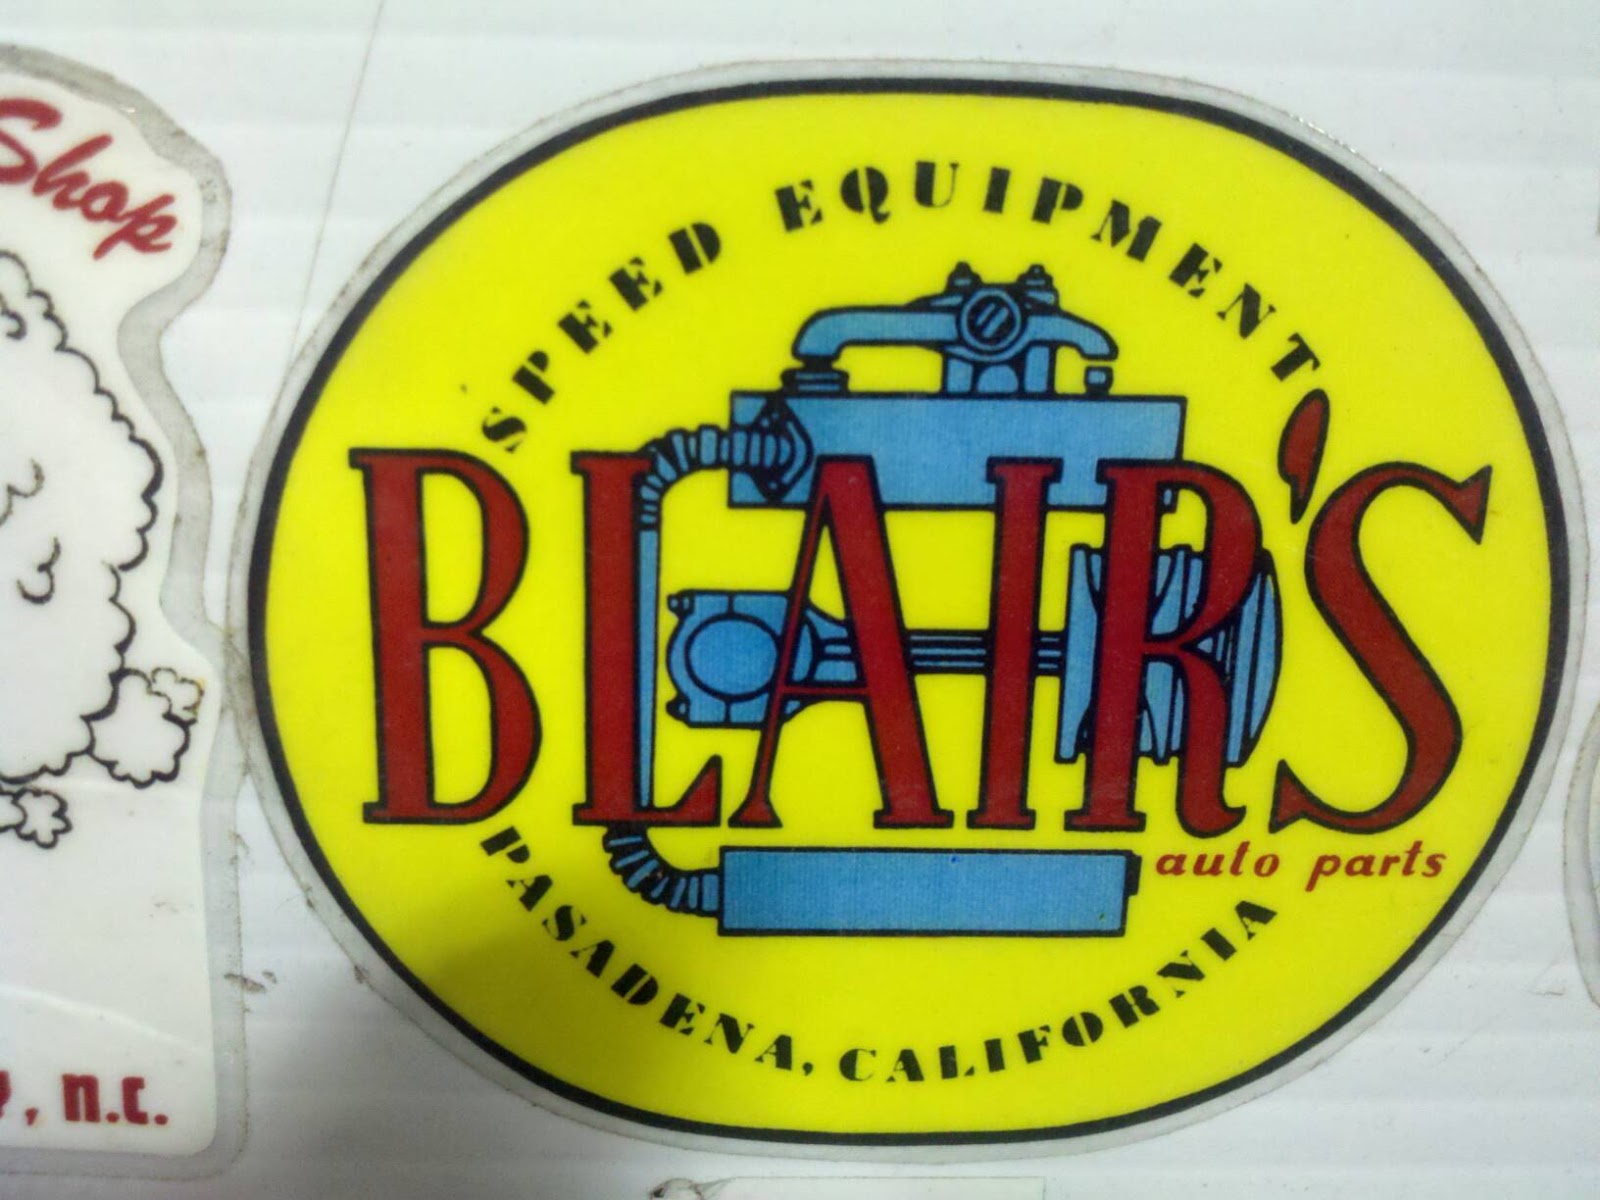 Shop
, N.C.
SPEED EQUIPMENT
BLAIR'S
auto parts
PASADENA, CALIFORNIA